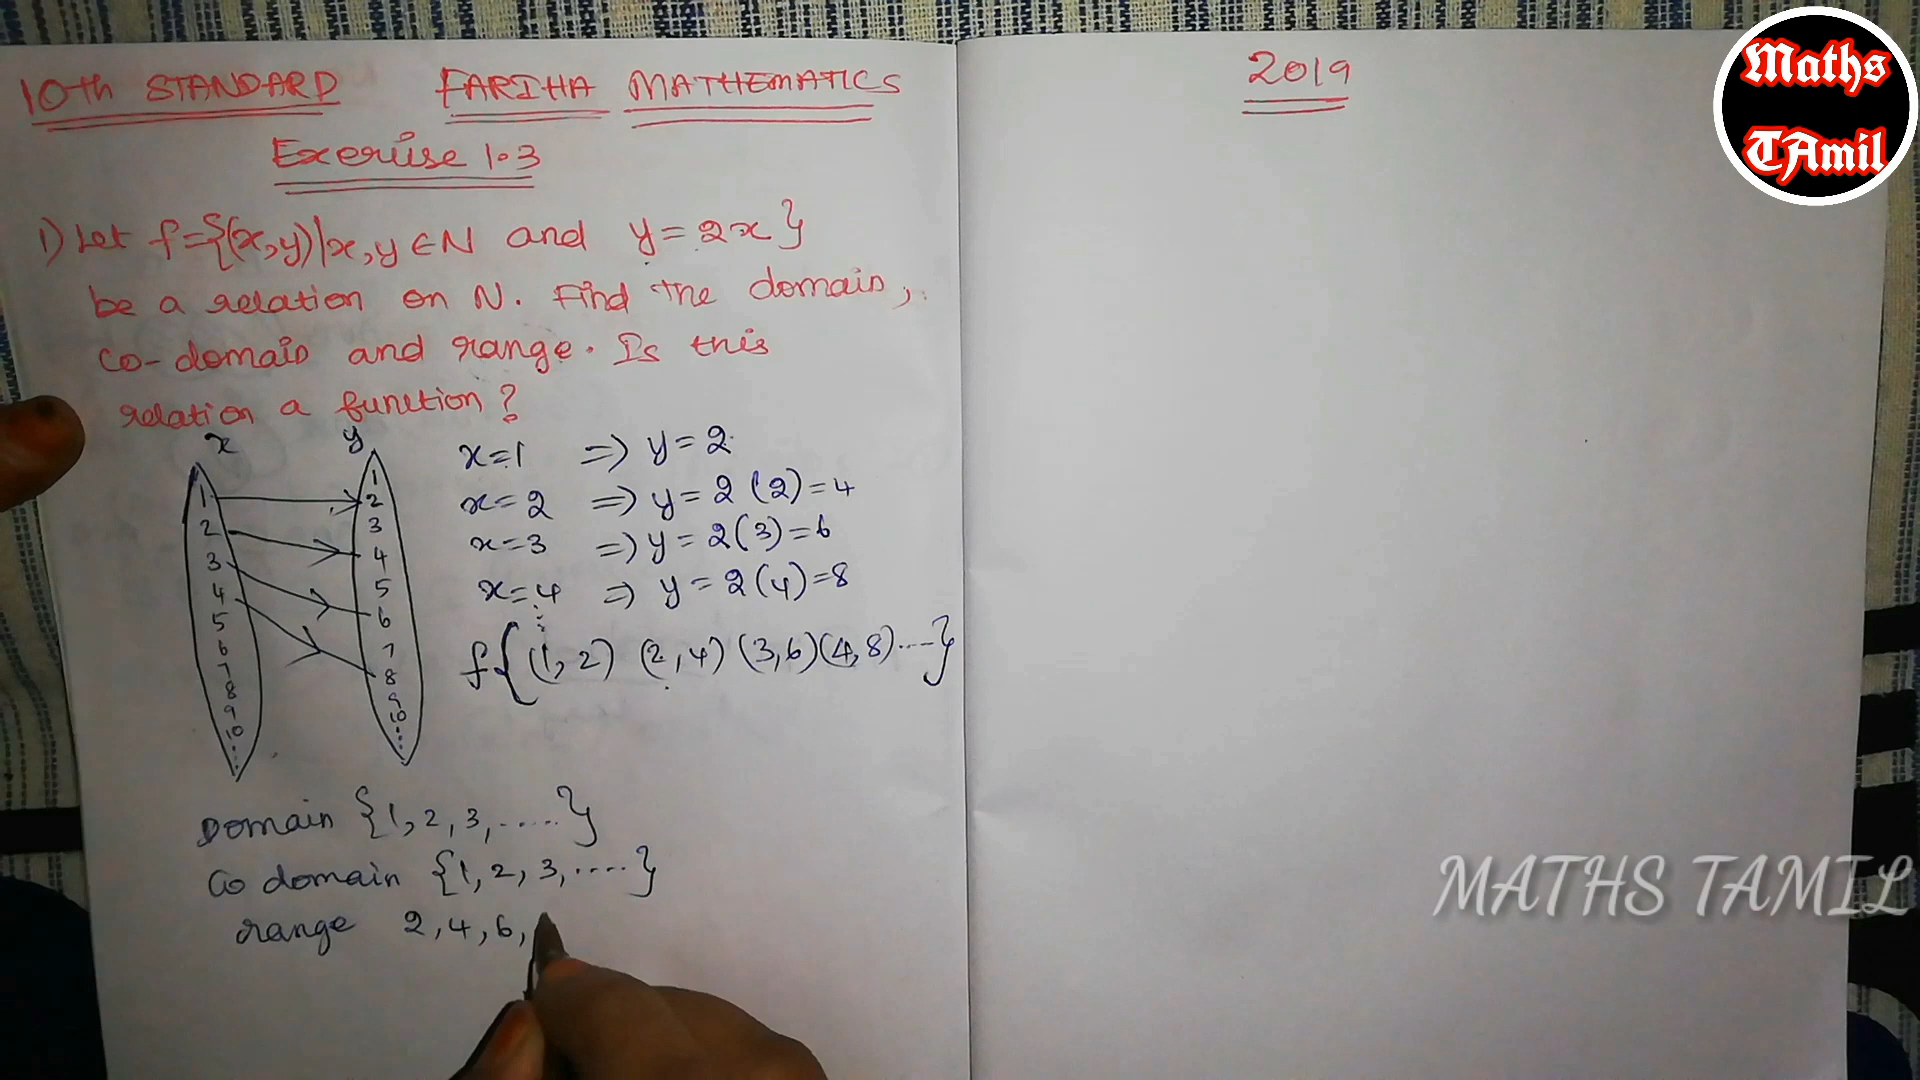 10th STANDARD FARIHA MATHEMATICS
Exercise 1.3
1) Let f={(x,y)|x,y∈N and y=2x}
be a relation on N. Find the domain,
co-domain and range. Is this
relation a function?
x y
1 2 3 4 5 6 7 8 9 10 ...
1 2 3 4 5 6 7 8 9 10 ...
x=1 ⇒ y=2
x=2 ⇒ y=2(2)=4
x=3 ⇒ y=2(3)=6
x=4 ⇒ y=2(4)=8
f{(1,2) (2,4) (3,6)(4,8)....}
Domain {1,2,3,.....}
Co domain {1,2,3,....}
range 2,4,6,
2019
Maths
TAmil
MATHS TAMIL